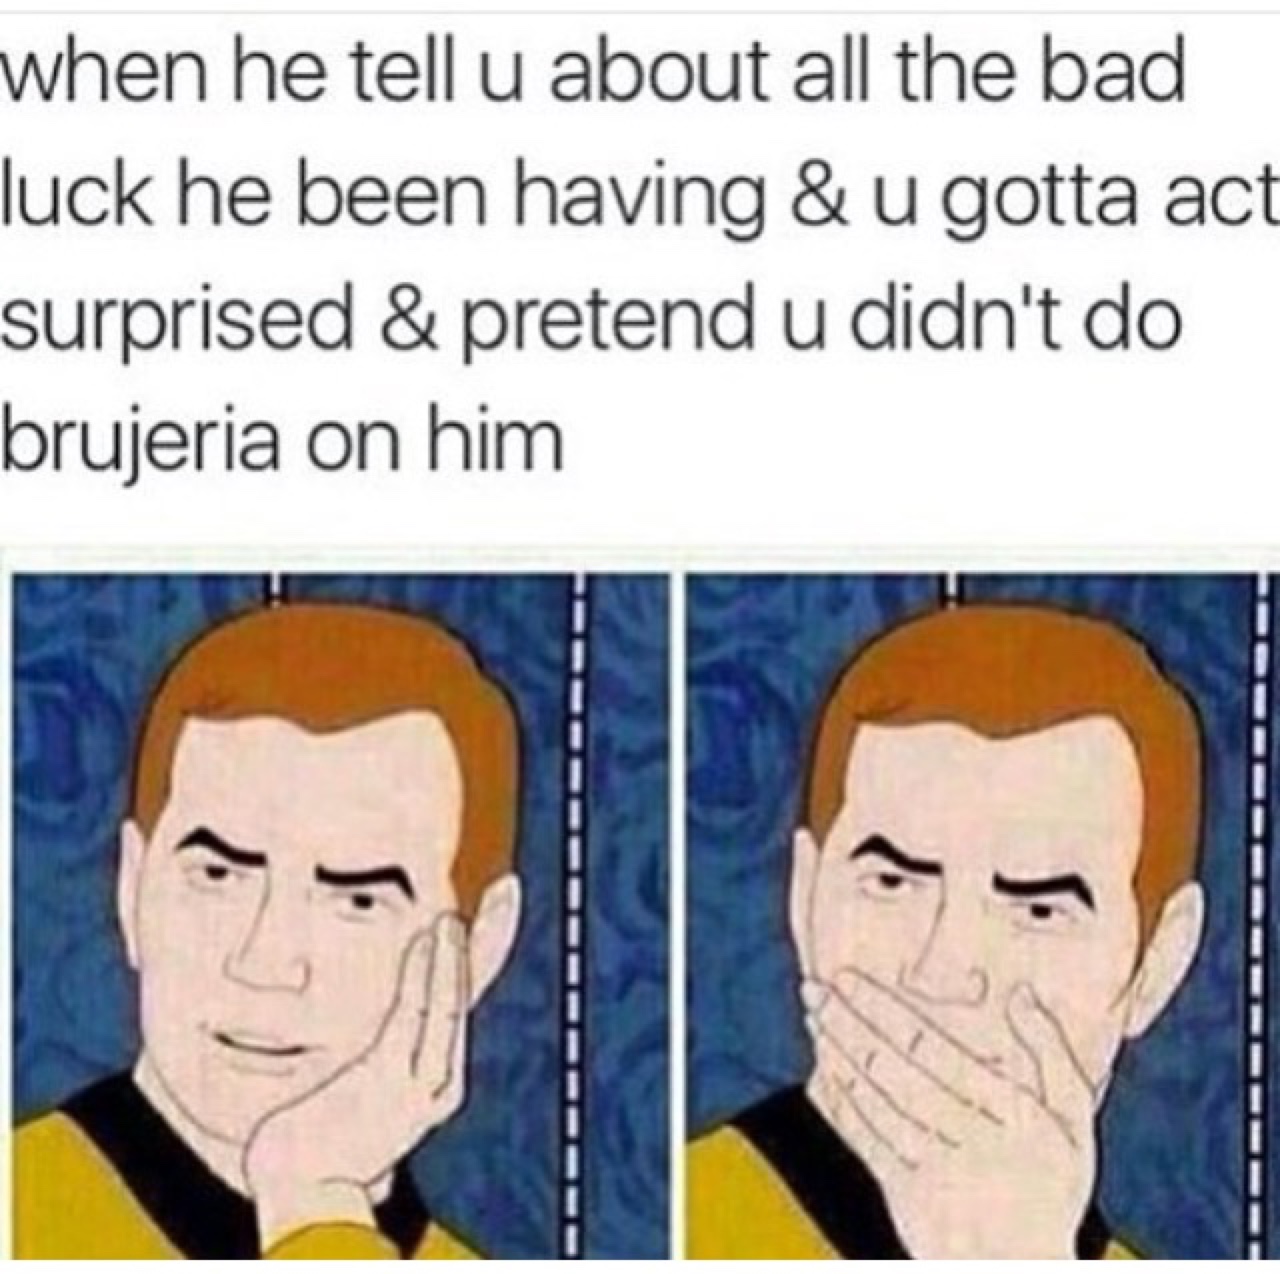 when he tell u about all the bad
luck he been having & u gotta act
surprised & pretend u didn't do
brujeria on him